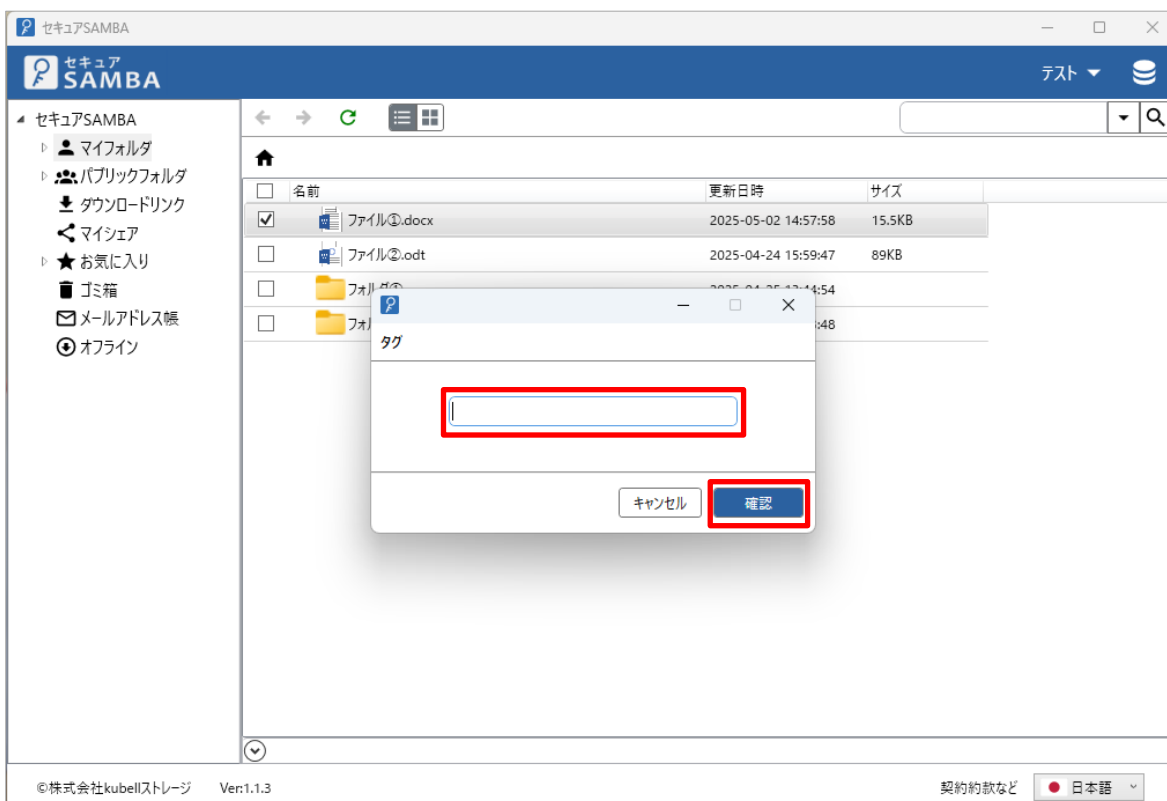 セキュアSAMBA
セキュア
SAMBA
テスト
セキュアSAMBA
マイフォルダ
パブリックフォルダ
ダウンロードリンク
マイシェア
お気に入り
ゴミ箱
メールアドレス帳
オフライン
名前 更新日時 サイズ
ファイル①.docx 2025-05-02 14:57:58 15.5KB
ファイル②.odt 2025-04-24 15:59:47 89KB
タグ
キャンセル 確認
©株式会社kubellストレージ Ver:1.1.3 契約約款など 日本語